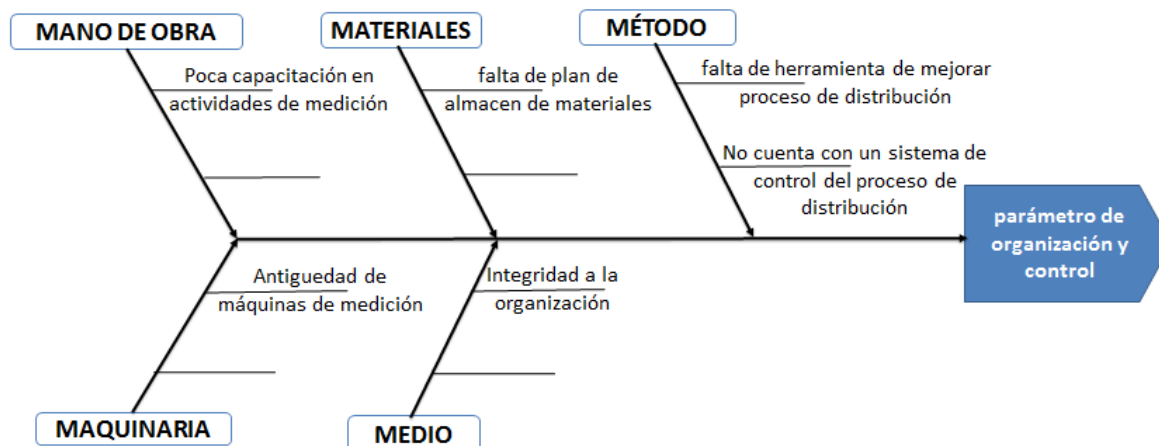 MANO DE OBRA
MATERIALES
MÉTODO
Poca capacitación en
actividades de medición
falta de plan de
almacen de materiales
falta de herramienta de mejorar
proceso de distribución
No cuenta con un sistema de
control del proceso de
distribución
parámetro de
organización y
control
Antiguedad de
máquinas de medición
Integridad a la
organización
MAQUINARIA
MEDIO